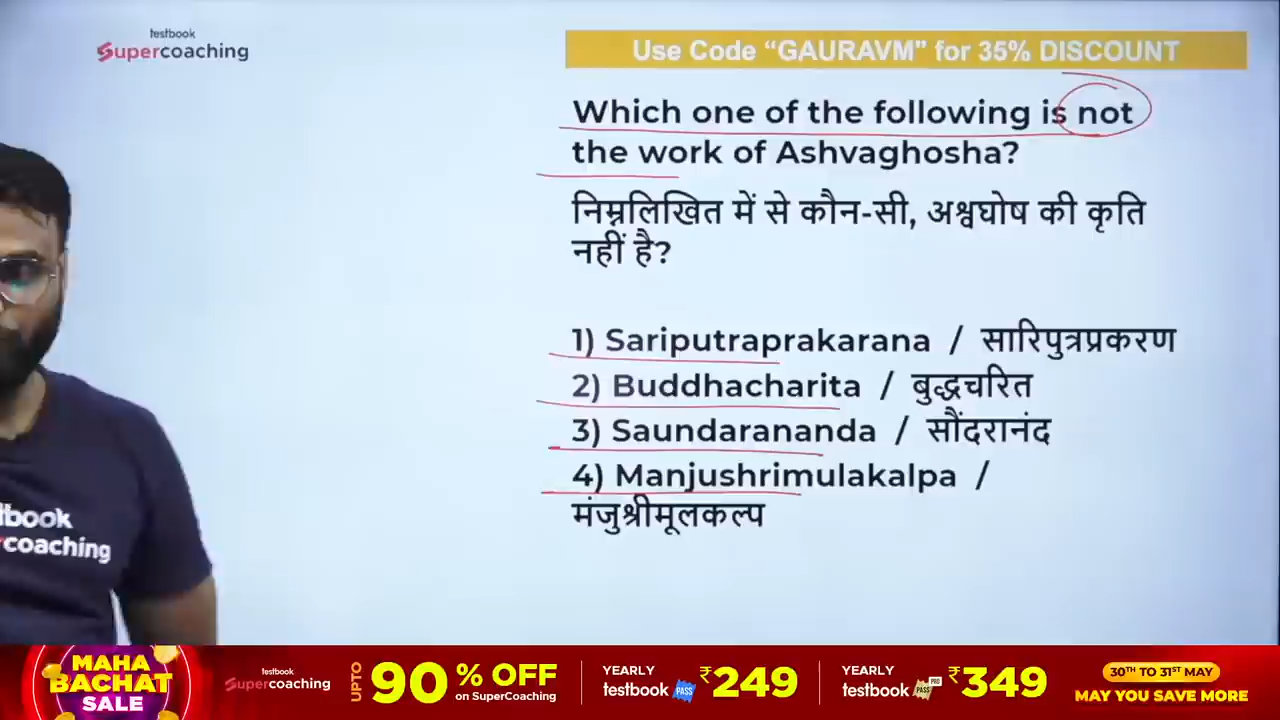 testbook
Supercoaching
Use Code “GAURAVM" for 35% DISCOUNT
Which one of the following is not
the work of Ashvaghosha?
निम्नलिखित में से कौन-सी, अश्वघोष की कृति
नहीं है?
1) Sariputraprakarana / सारिपुत्रप्रकरण
2) Buddhacharita / बुद्धचरित
3) Saundarananda / सौंदरानंद
4) Manjushrimulakalpa /
मंजुश्रीमूलकल्प
book
coaching
MAHA
BACHAT
SALE
testbook
Supercoaching
UPTO
90% OFF
on SuperCoaching
YEARLY
testbook PASS
₹249
YEARLY
testbook PASS PRO
₹349
30TH TO 31ST MAY
MAY YOU SAVE MORE